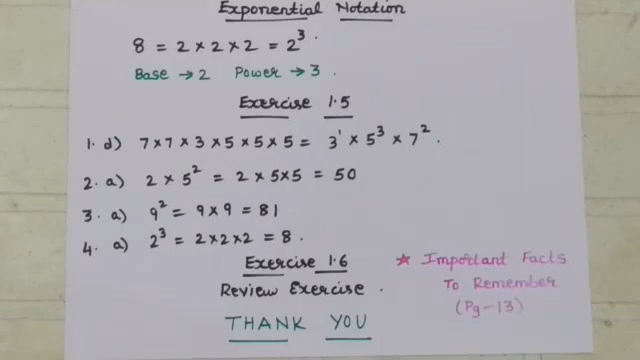 Exponential Notation
8 = 2 × 2 × 2 = 2³.
Base → 2 Power → 3.
Exercise 1.5
1. d) 7 × 7 × 3 × 5 × 5 × 5 = 3¹ × 5³ × 7².
2. a) 2 × 5² = 2 × 5 × 5 = 50
3. a) 9² = 9 × 9 = 81
4. a) 2³ = 2 × 2 × 2 = 8.
Exercise 1.6
Review Exercise.
THANK YOU
★ Important Facts
To Remember
(Pg-13)